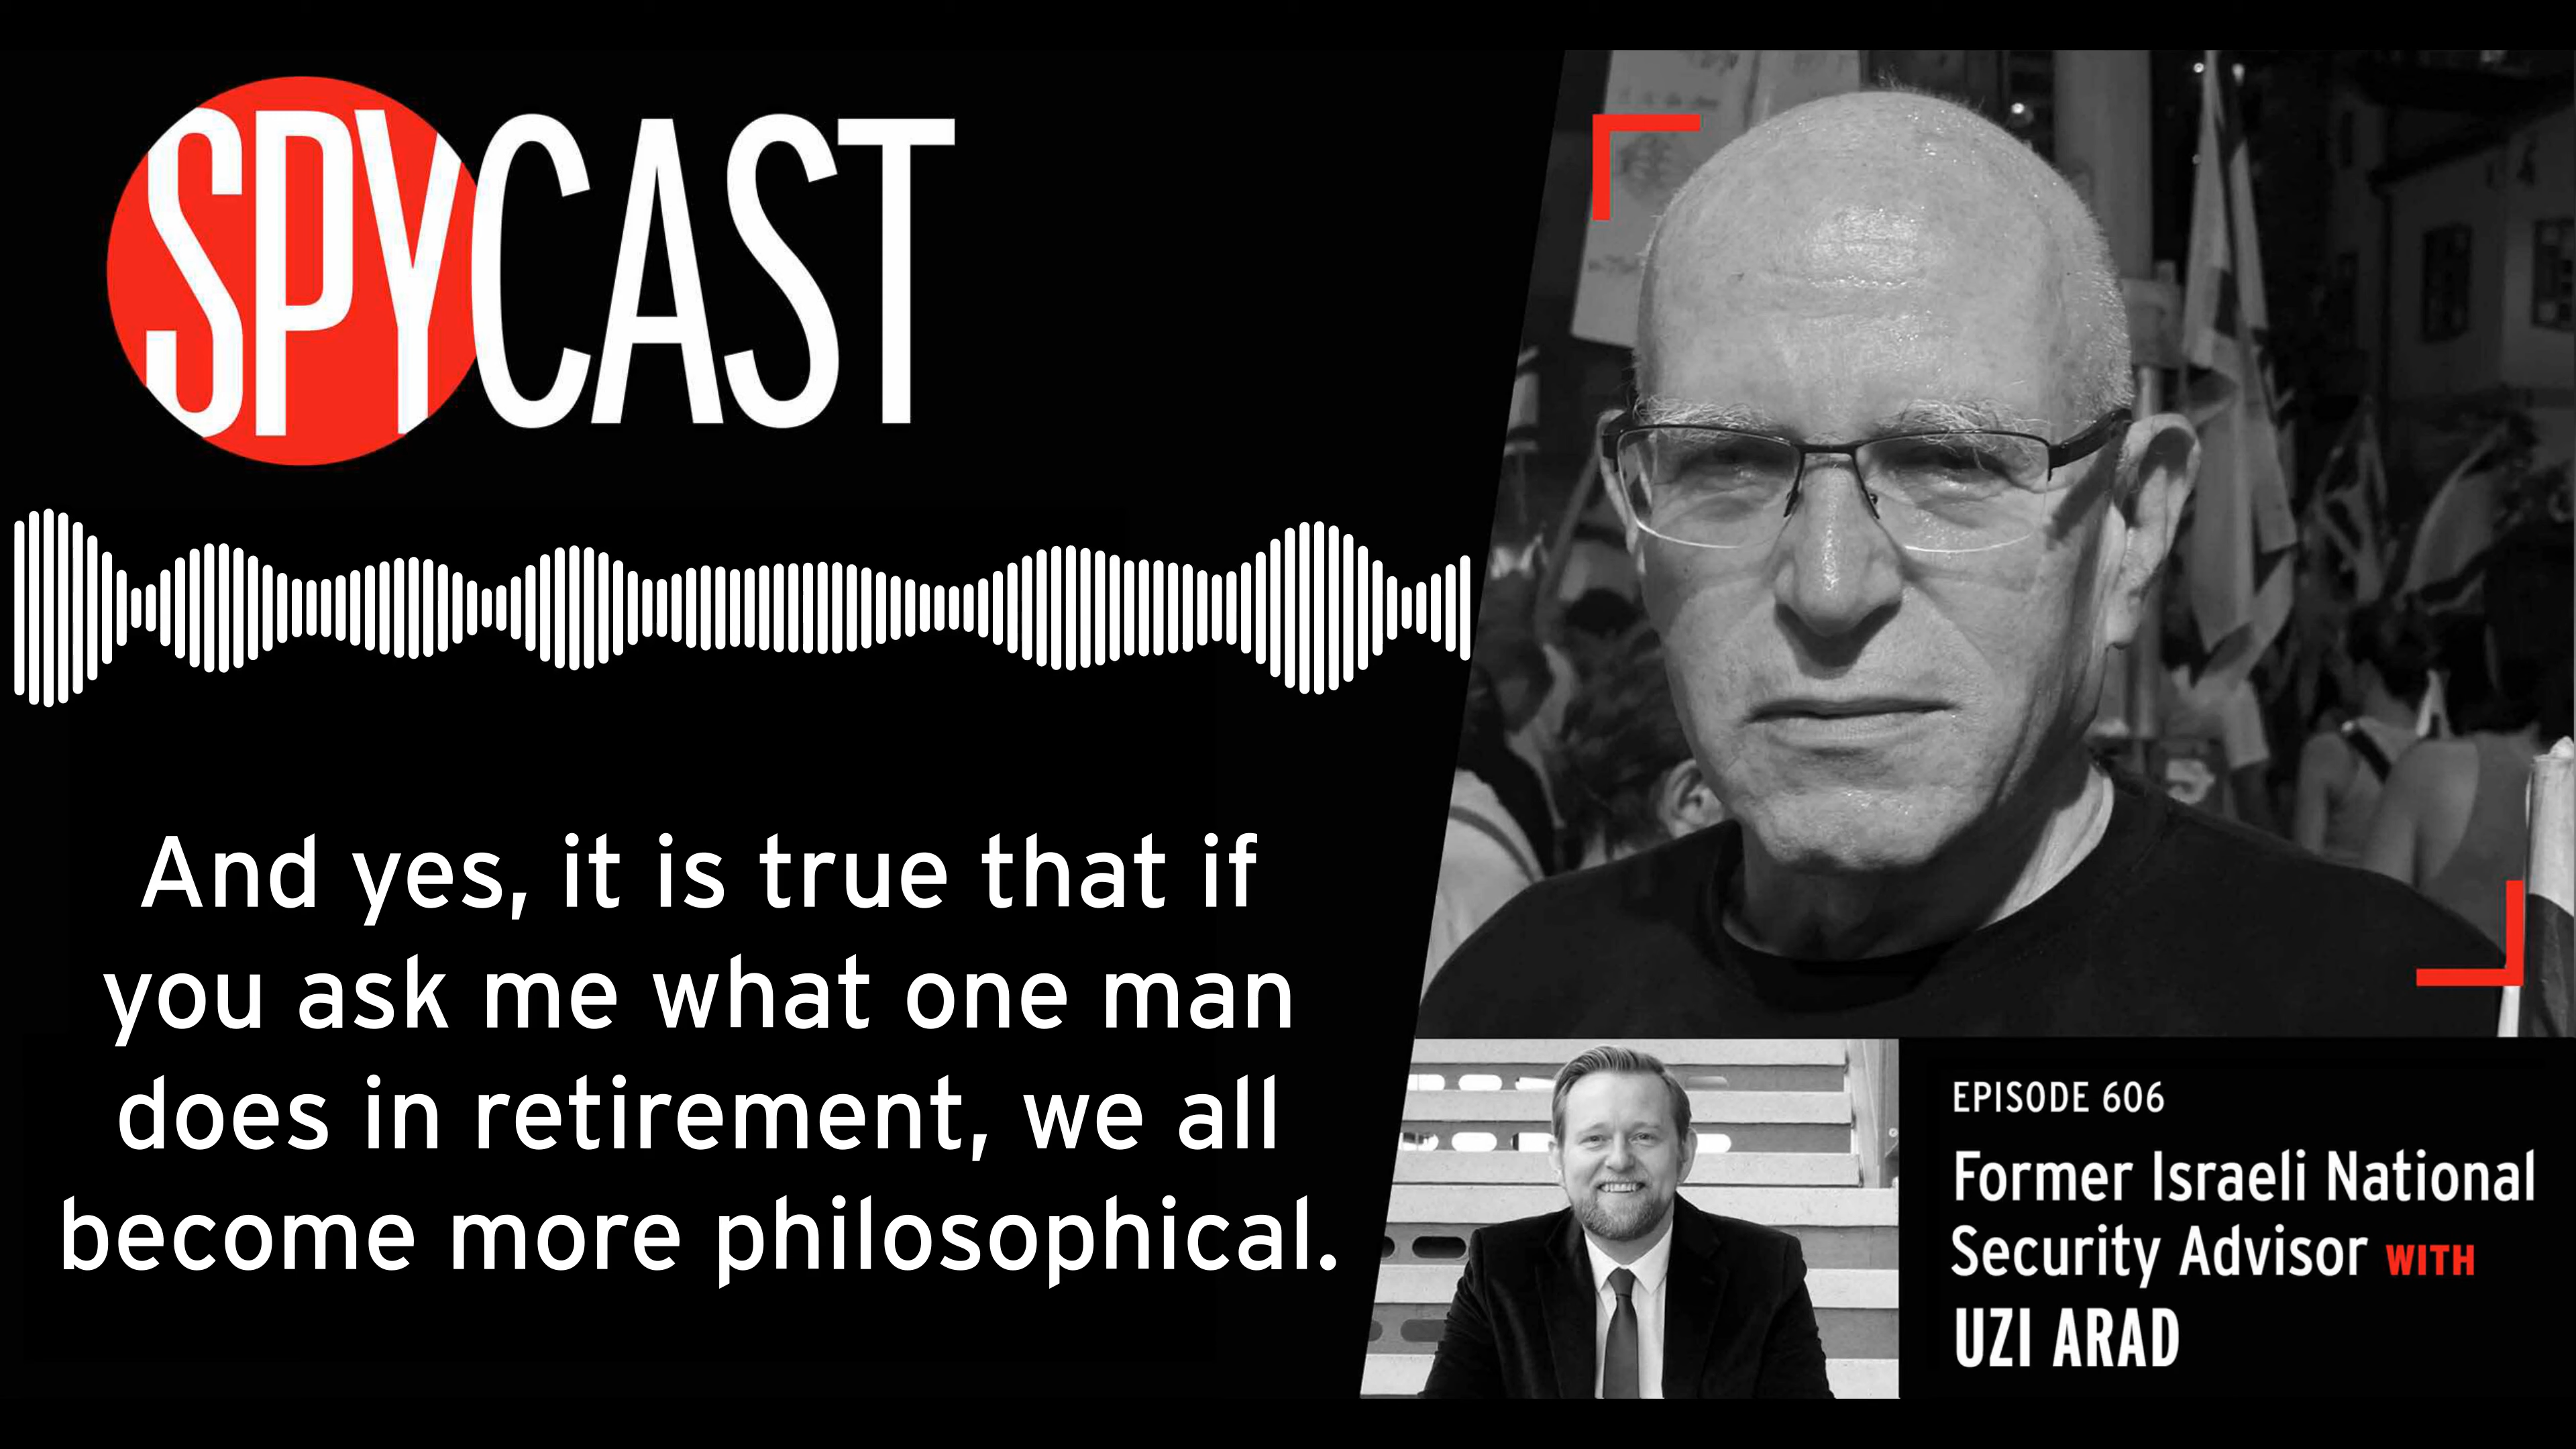 SPYCAST
And yes, it is true that if
you ask me what one man
does in retirement, we all
become more philosophical.
EPISODE 606
Former Israeli National
Security Advisor WITH
UZI ARAD